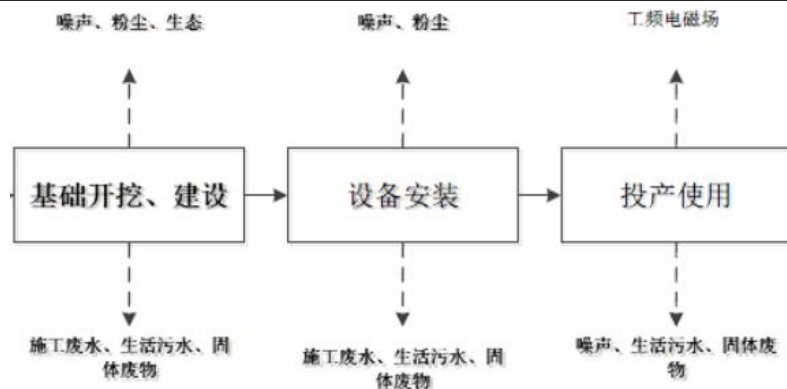 噪声、粉尘、生态
噪声、粉尘
工频电磁场
基础开挖、建设
设备安装
投产使用
施工废水、生活污水、固
体废物
施工废水、生活污水、固
体废物
噪声、生活污水、固体废
物